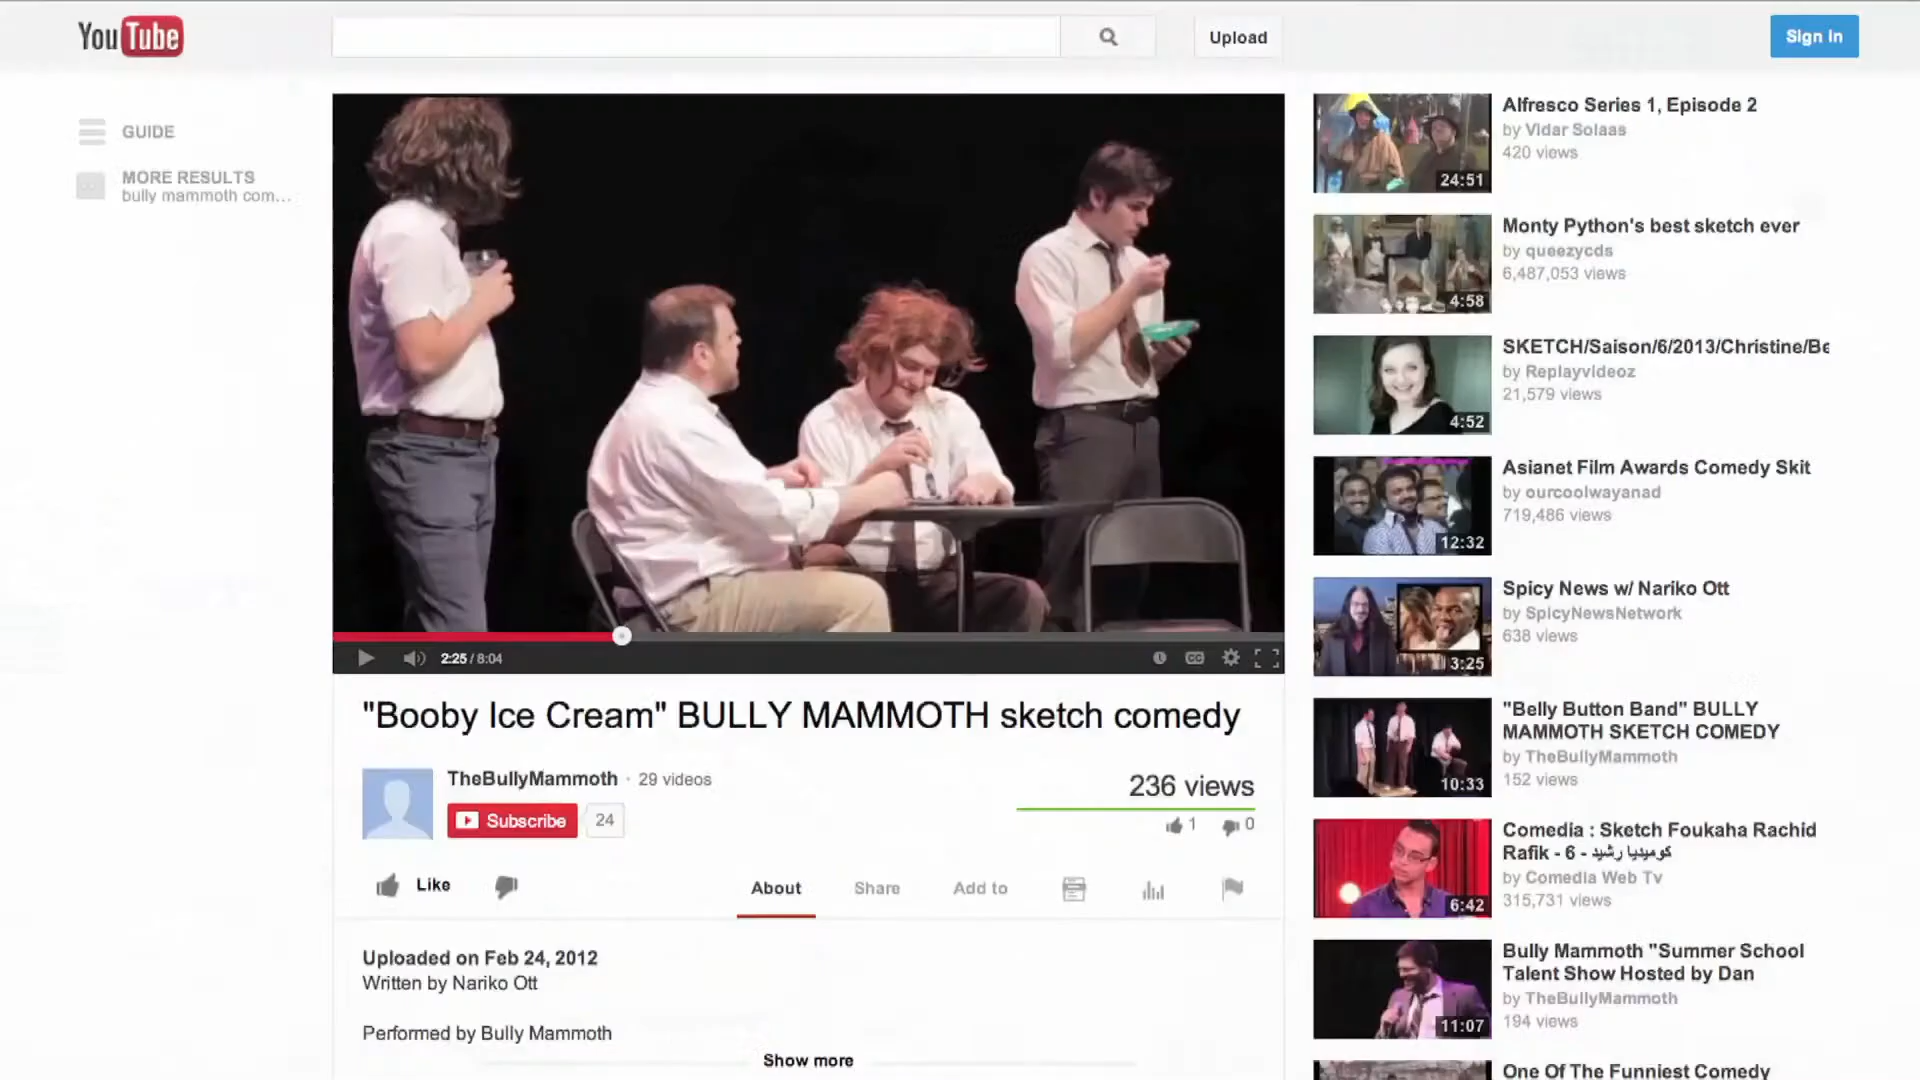 YouTube
Upload
Sign In
GUIDE
MORE RESULTS
bully mammoth com...
2:25 / 8:04
CC
"Booby Ice Cream" BULLY MAMMOTH sketch comedy
TheBullyMammoth · 29 videos
Subscribe
24
236 views
1
0
Like
About
Share
Add to
Uploaded on Feb 24, 2012
Written by Nariko Ott
Performed by Bully Mammoth
Show more
24:51
Alfresco Series 1, Episode 2
by Vidar Solaas
420 views
4:58
Monty Python's best sketch ever
by queezycds
6,487,053 views
4:52
SKETCH/Saison/6/2013/Christine/Be
by Replayvideoz
21,579 views
12:32
Asianet Film Awards Comedy Skit
by ourcoolwayanad
719,486 views
3:25
Spicy News w/ Nariko Ott
by SpicyNewsNetwork
638 views
10:33
"Belly Button Band" BULLY
MAMMOTH SKETCH COMEDY
by TheBullyMammoth
152 views
6:42
Comedia : Sketch Foukaha Rachid
Rafik - 6 - كوميديا رشيد
by Comedia Web Tv
315,731 views
11:07
Bully Mammoth "Summer School
Talent Show Hosted by Dan
by TheBullyMammoth
194 views
One Of The Funniest Comedy